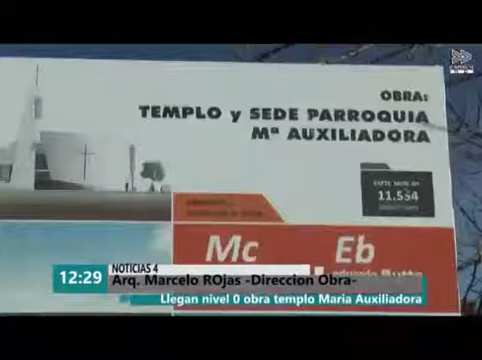 OBRA:
TEMPLO y SEDE PARROQUIA
Mª AUXILIADORA
11.554
Mc
Eb
12:29
NOTICIAS 4
Arq. Marcelo ROjas -Direccion Obra-
Llegan nivel 0 obra templo Maria Auxiliadora